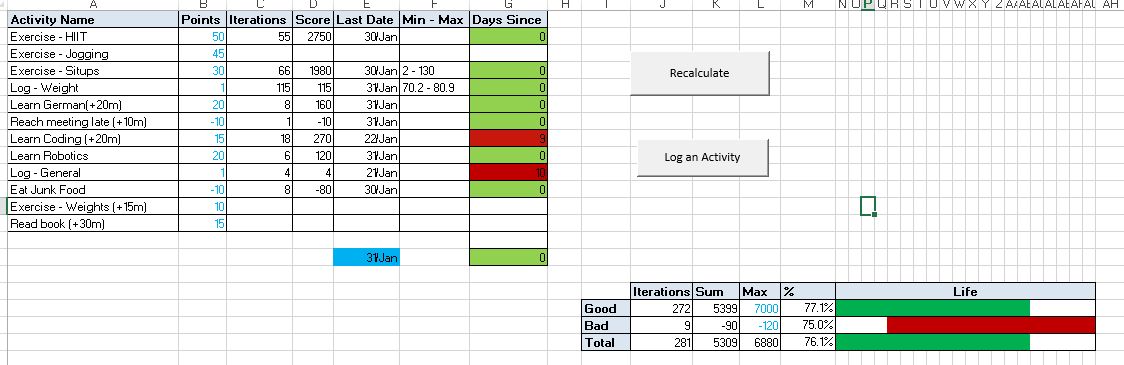 A B C D E F G H I J K L M N O P Q R S T U V W X Y Z AH
Activity Name Points Iterations Score Last Date Min - Max Days Since
Exercise - HIIT 50 55 2750 30/Jan 0
Exercise - Jogging 45
Exercise - Situps 30 66 1980 30/Jan 2 - 130 0
Log - Weight 1 115 115 31/Jan 70.2 - 80.9 0
Learn German(+20m) 20 8 160 31/Jan 0
Reach meeting late (+10m) -10 1 -10 31/Jan 0
Learn Coding (+20m) 15 18 270 22/Jan 9
Learn Robotics 20 6 120 31/Jan 0
Log - General 1 4 4 21/Jan 10
Eat Junk Food -10 8 -80 30/Jan 0
Exercise - Weights (+15m) 10
Read book (+30m) 15
31/Jan 0
Recalculate
Log an Activity
Iterations Sum Max % Life
Good 272 5399 7000 77.1%
Bad 9 -90 -120 75.0%
Total 281 5309 6880 76.1%